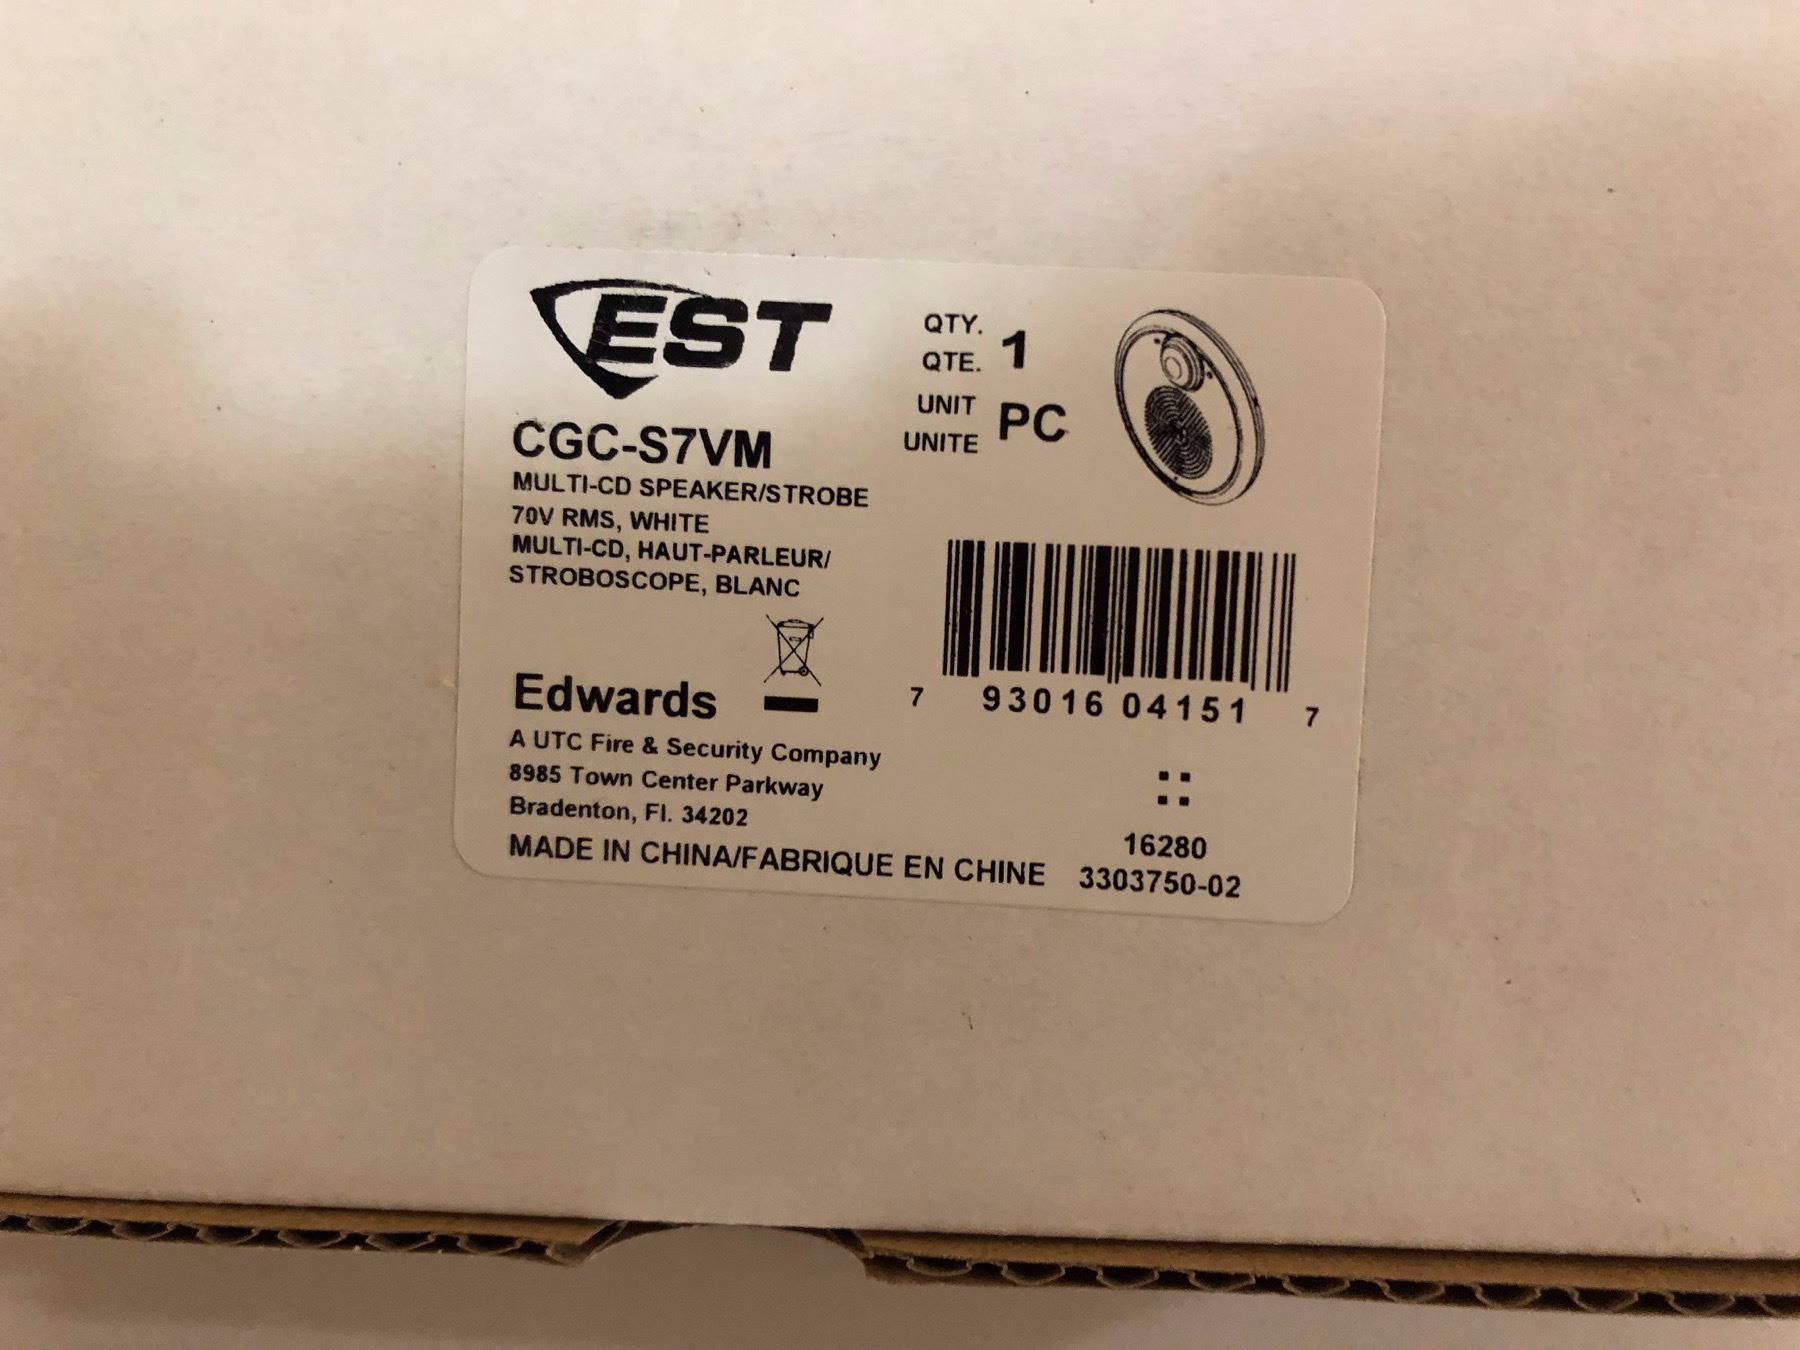 EST
QTY.
QTE. 1
UNIT
UNITE PC
CGC-S7VM
MULTI-CD SPEAKER/STROBE
70V RMS, WHITE
MULTI-CD, HAUT-PARLEUR/
STROBOSCOPE, BLANC
7 93016 04151 7
Edwards
A UTC Fire & Security Company
8985 Town Center Parkway
Bradenton, Fl. 34202
MADE IN CHINA/FABRIQUE EN CHINE
16280
3303750-02